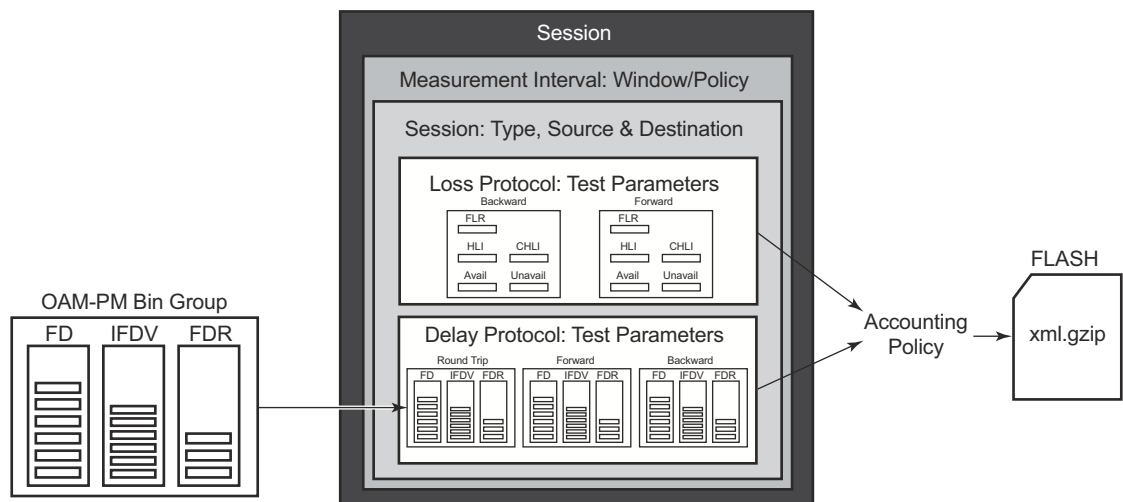 Session
Measurement Interval: Window/Policy
Session: Type, Source & Destination
Loss Protocol: Test Parameters
Backward
FLR
HLI CHLI
Avail Unavail
Forward
FLR
HLI CHLI
Avail Unavail
OAM-PM Bin Group
FD IFDV FDR
Delay Protocol: Test Parameters
Round Trip
FD IFDV FDR
Forward
FD IFDV FDR
Backward
FD IFDV FDR
Accounting
Policy
FLASH
xml.gzip